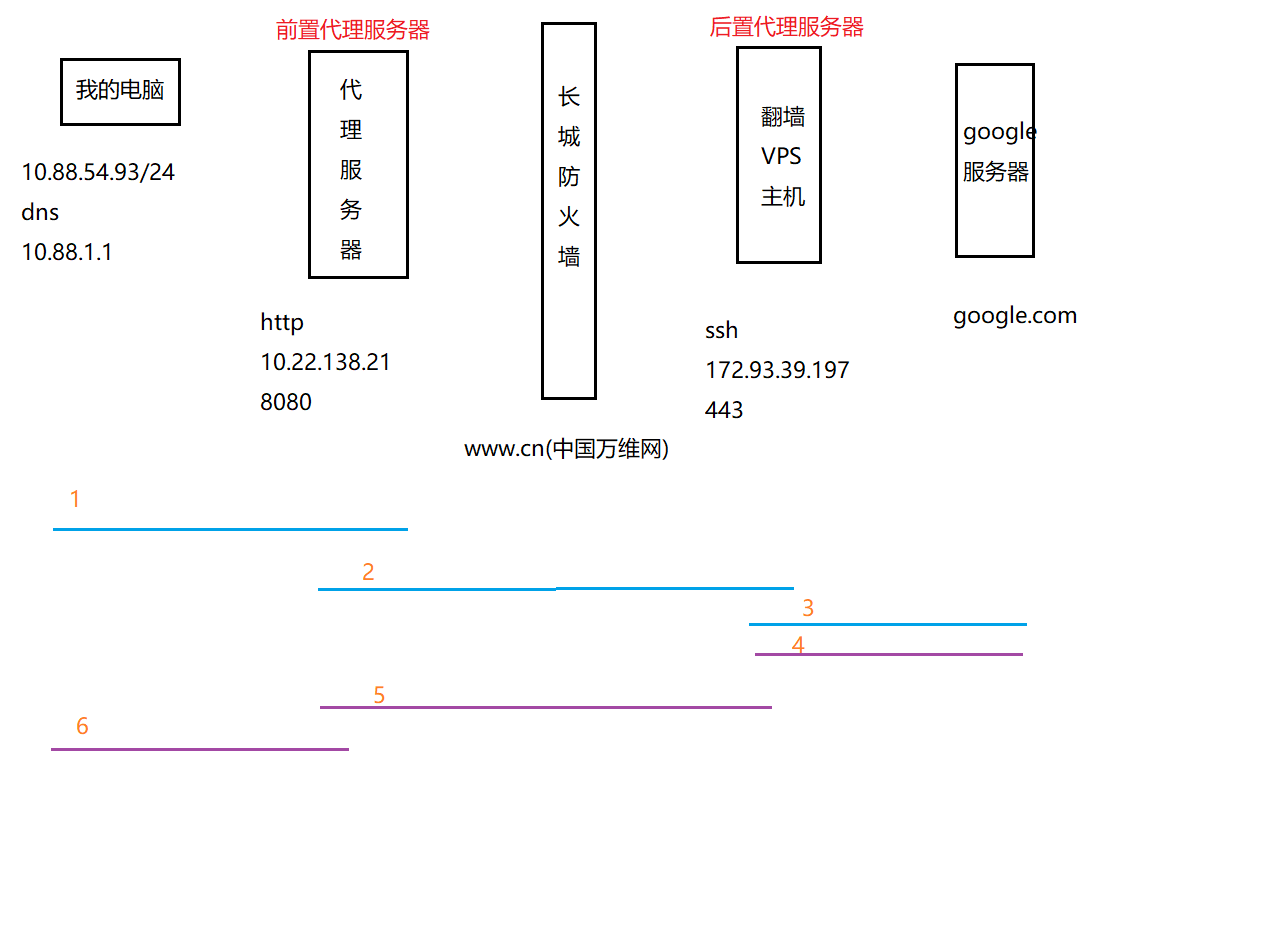 前置代理服务器
后置代理服务器
我的电脑
10.88.54.93/24
dns
10.88.1.1
代
理
服
务
器
http
10.22.138.21
8080
长
城
防
火
墙
www.cn(中国万维网)
翻墙
VPS
主机
ssh
172.93.39.197
443
google
服务器
google.com
1
2
3
4
5
6